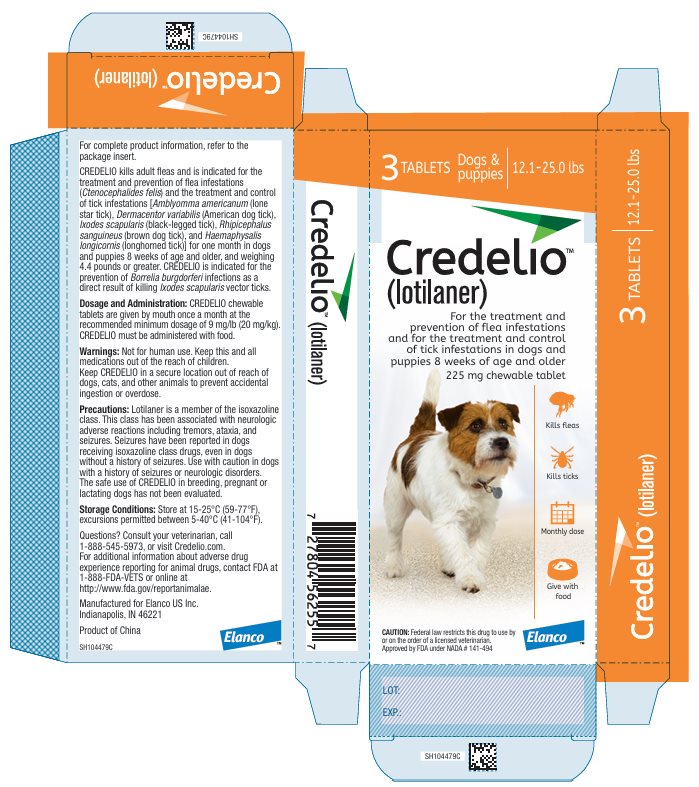 SH104479C
Credelio™ (lotilaner)
For complete product information, refer to the
package insert.
CREDELIO kills adult fleas and is indicated for the
treatment and prevention of flea infestations
(Ctenocephalides felis) and the treatment and control
of tick infestations [Amblyomma americanum (lone
star tick), Dermacentor variabilis (American dog tick),
Ixodes scapularis (black-legged tick), Rhipicephalus
sanguineus (brown dog tick), and Haemaphysalis
longicornis (longhorned tick)] for one month in dogs
and puppies 8 weeks of age and older, and weighing
4.4 pounds or greater. CREDELIO is indicated for the
prevention of Borrelia burgdorferi infections as a
direct result of killing Ixodes scapularis vector ticks.
Dosage and Administration: CREDELIO chewable
tablets are given by mouth once a month at the
recommended minimum dosage of 9 mg/lb (20 mg/kg).
CREDELIO must be administered with food.
Warnings: Not for human use. Keep this and all
medications out of the reach of children.
Keep CREDELIO in a secure location out of reach of
dogs, cats, and other animals to prevent accidental
ingestion or overdose.
Precautions: Lotilaner is a member of the isoxazoline
class. This class has been associated with neurologic
adverse reactions including tremors, ataxia, and
seizures. Seizures have been reported in dogs
receiving isoxazoline class drugs, even in dogs
without a history of seizures. Use with caution in dogs
with a history of seizures or neurologic disorders.
The safe use of CREDELIO in breeding, pregnant or
lactating dogs has not been evaluated.
Storage Conditions: Store at 15-25°C (59-77°F),
excursions permitted between 5-40°C (41-104°F).
Questions? Consult your veterinarian, call
1-888-545-5973, or visit Credelio.com.
For additional information about adverse drug
experience reporting for animal drugs, contact FDA at
1-888-FDA-VETS or online at
http://www.fda.gov/reportanimalae.
Manufactured for Elanco US Inc.
Indianapolis, IN 46221
Product of China
SH104479C
Elanco™
Credelio™ (lotilaner)
7 27804 56255 7
3 TABLETS
Dogs &
puppies
12.1-25.0 lbs
Credelio™
(lotilaner)
For the treatment and
prevention of flea infestations
and for the treatment and control
of tick infestations in dogs and
puppies 8 weeks of age and older
225 mg chewable tablet
Kills fleas
Kills ticks
Monthly dose
Give with
food
CAUTION: Federal law restricts this drug to use by
or on the order of a licensed veterinarian.
Approved by FDA under NADA # 141-494
Elanco™
LOT:
EXP.:
SH104479C
3 TABLETS 12.1-25.0 lbs
Credelio™ (lotilaner)